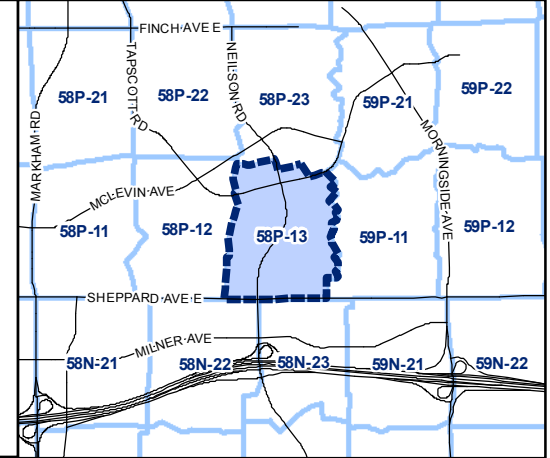 FINCH AVE E
MARKHAM RD
TAPSCOTT RD
NEILSON RD
58P-21
58P-22
58P-23
59P-21
59P-22
MORNINGSIDE AVE
MCLEVIN AVE
58P-11
58P-12
58P-13
59P-11
59P-12
SHEPPARD AVE E
MILNER AVE
58N-21
58N-22
58N-23
59N-21
59N-22